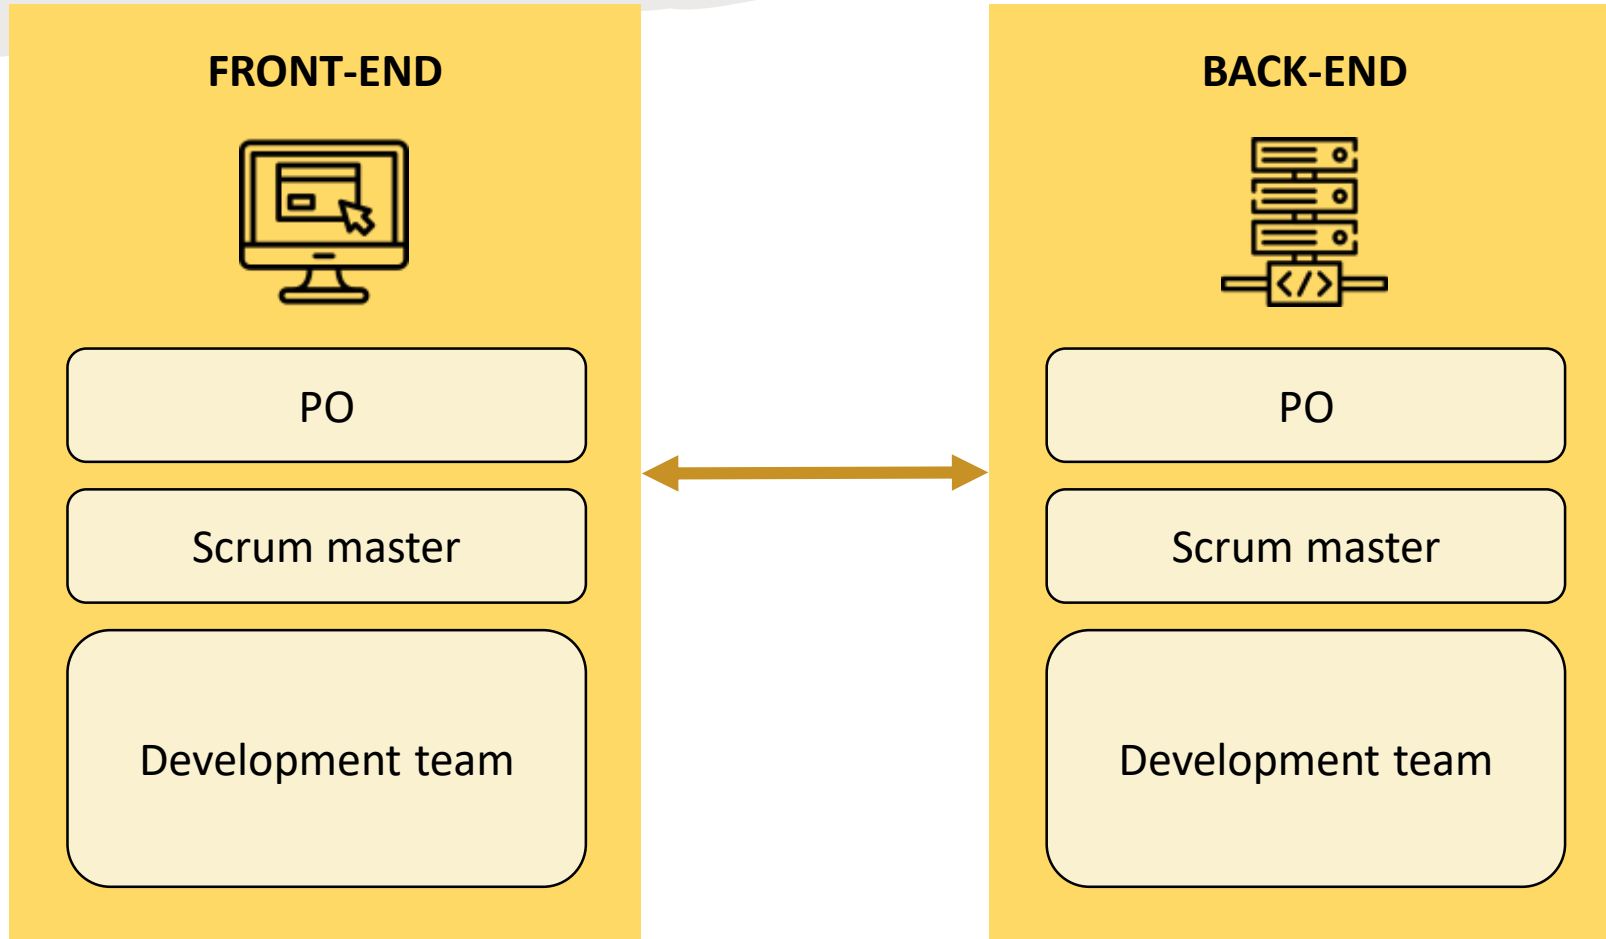 FRONT-END
PO
Scrum master
Development team
BACK-END
</>
PO
Scrum master
Development team